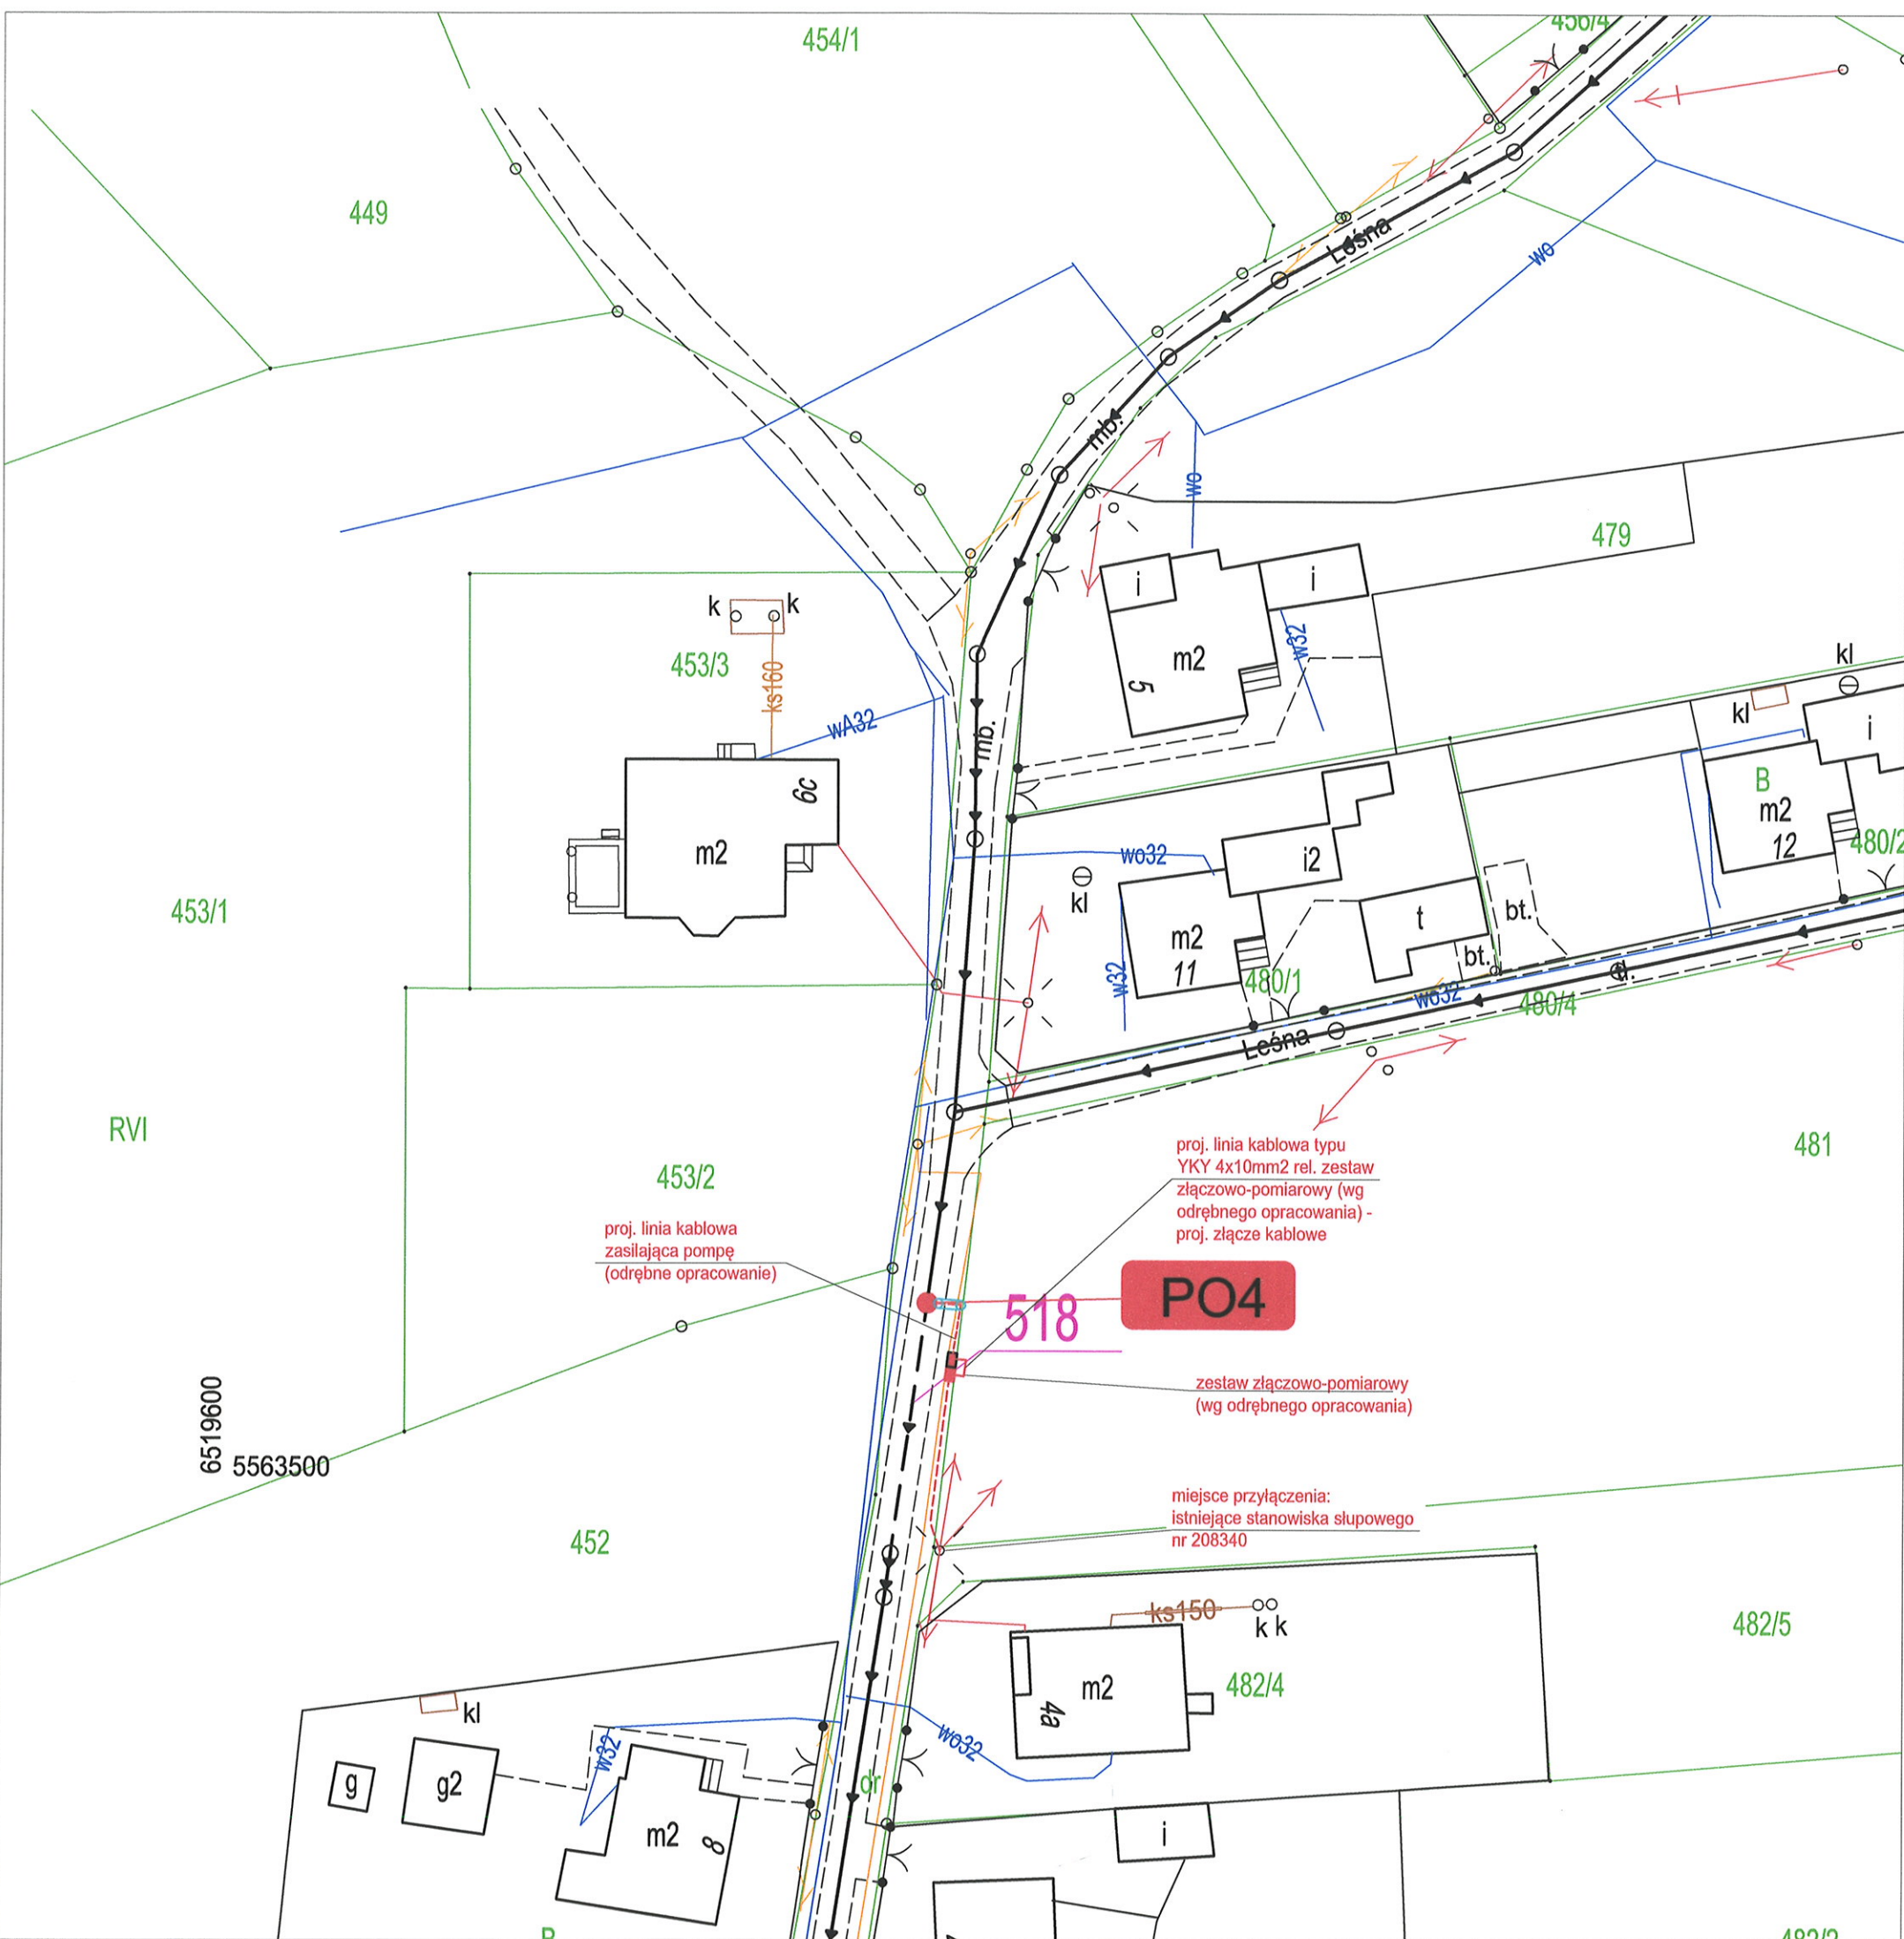 454/1
456/4
449
Leśna
wo
mb.
wo
479
k
k
i
i
453/3
ks160
m2
w32
5
kl
wA32
mb.
kl
i
6c
B
m2
12
m2
wo32
i2
480/2
kl
453/1
t
bt.
m2
11
bt.
w32
480/1
d.
wo32
480/4
Leśna
RVI
481
proj. linia kablowa typu
YKY 4x10mm2 rel. zestaw
złączowo-pomiarowy (wg
odrębnego opracowania) -
proj. złącze kablowe
453/2
proj. linia kablowa
zasilająca pompę
(odrębne opracowanie)
PO4
518
zestaw złączowo-pomiarowy
(wg odrębnego opracowania)
6519600
5563500
miejsce przyłączenia:
istniejące stanowiska słupowego
nr 208340
452
ks150
k k
482/5
m2
482/4
4a
kl
w32
wo32
g
g2
dr
m2
8
i
B
482/2